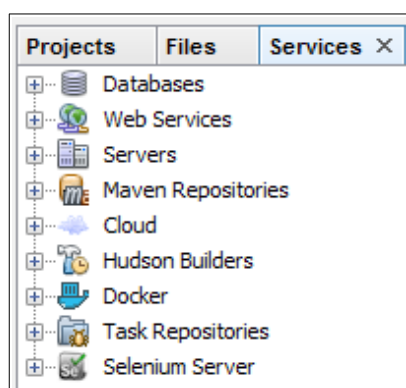 Projects Files Services ×
Databases
Web Services
Servers
Maven Repositories
Cloud
Hudson Builders
Docker
Task Repositories
Selenium Server